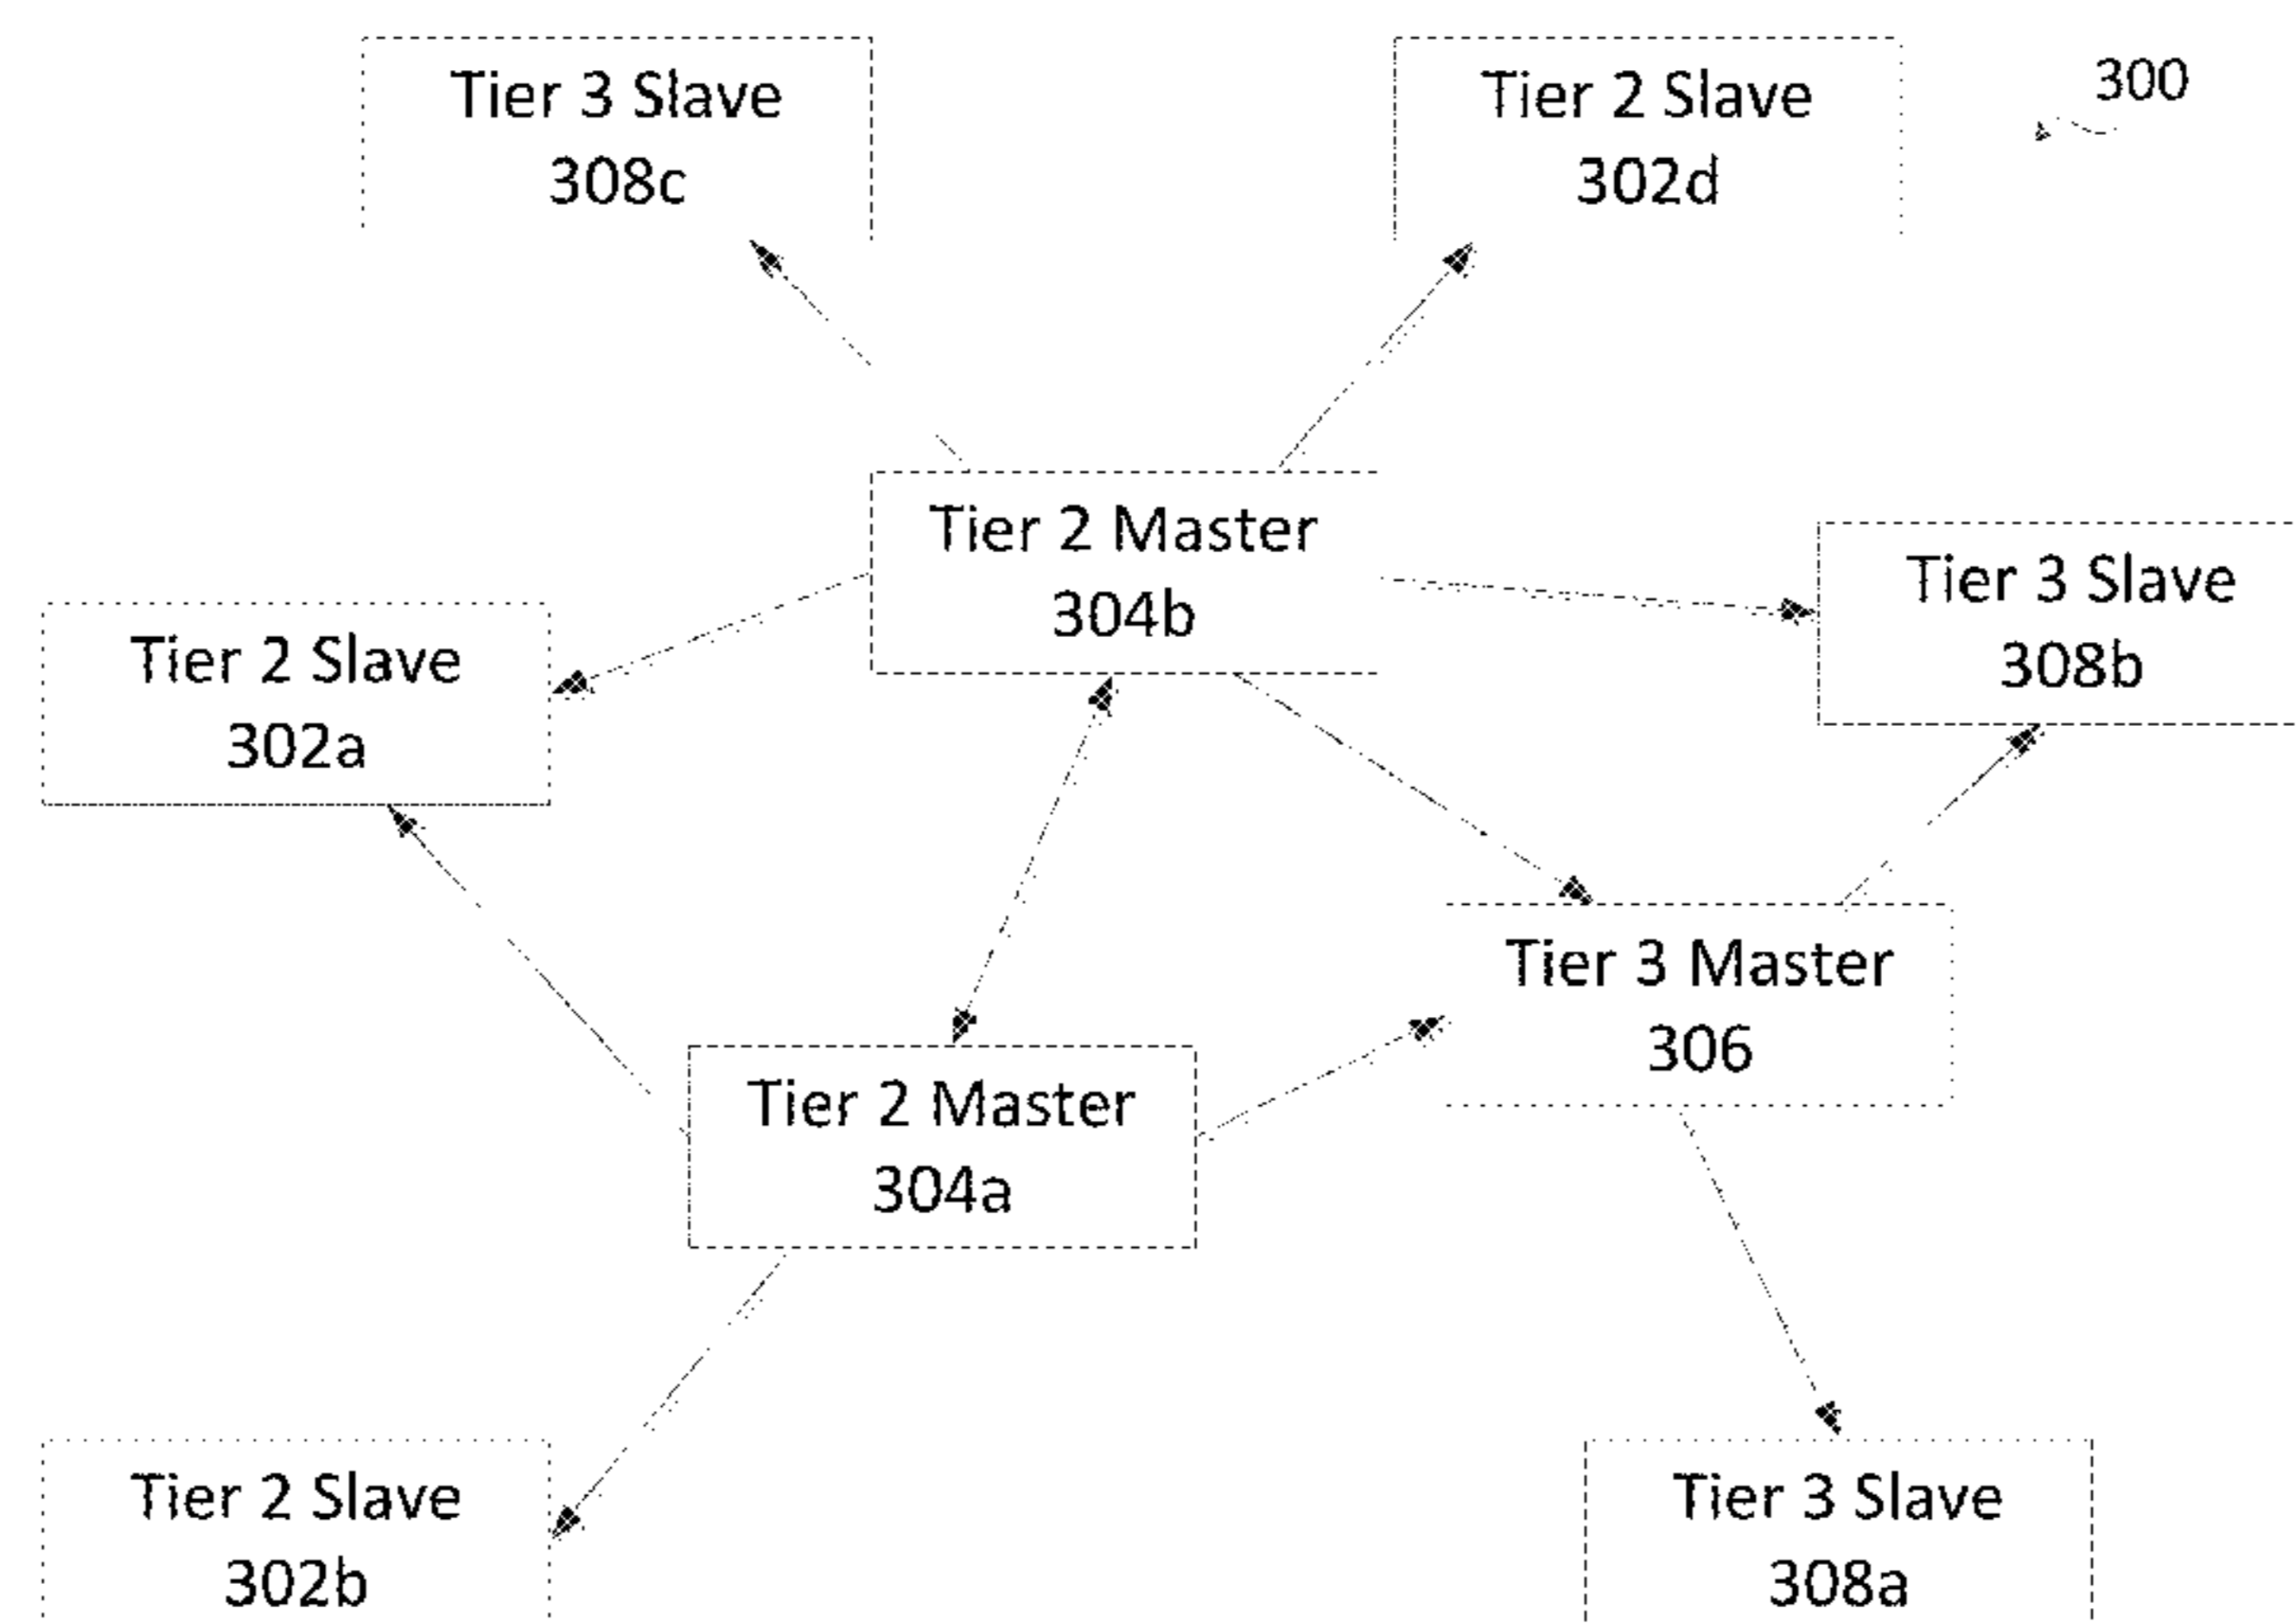 Tier 3 Slave
308c
Tier 2 Slave
302d
300
Tier 2 Master
304b
Tier 3 Slave
308b
Tier 2 Slave
302a
Tier 3 Master
306
Tier 2 Master
304a
Tier 2 Slave
302b
Tier 3 Slave
308a